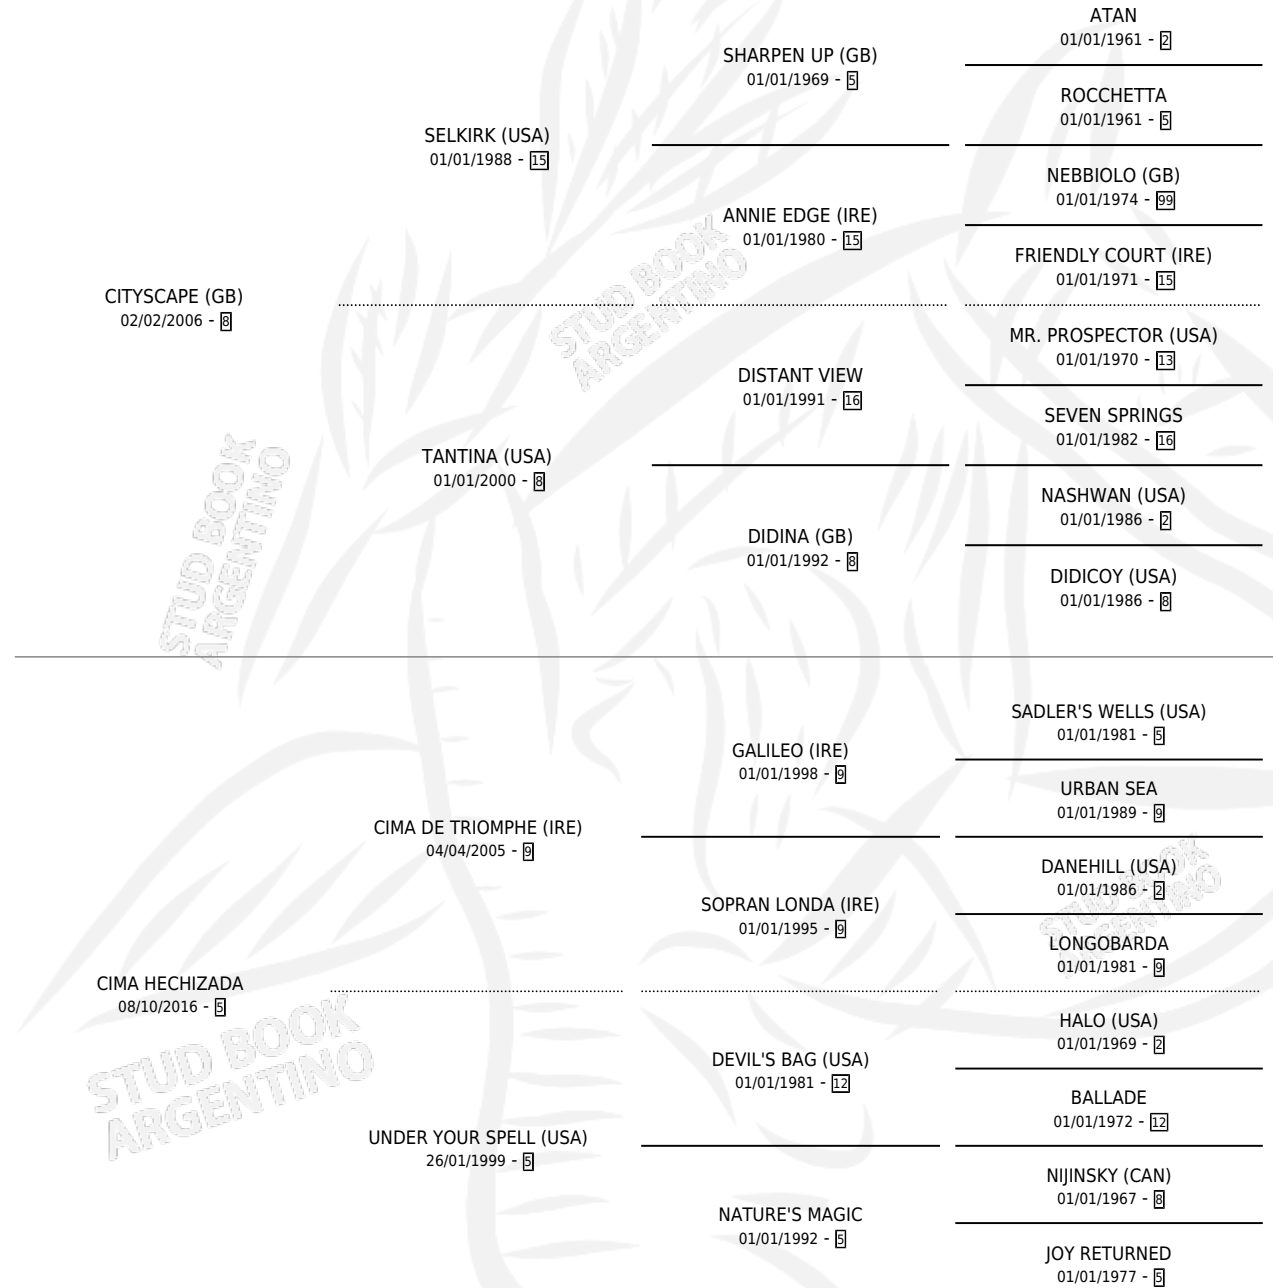 ATAN
01/01/1961 - 2
SHARPEN UP (GB)
01/01/1969 - 5
ROCCHETTA
01/01/1961 - 5
SELKIRK (USA)
01/01/1988 - 15
NEBBIOLO (GB)
01/01/1974 - 99
ANNIE EDGE (IRE)
01/01/1980 - 15
FRIENDLY COURT (IRE)
01/01/1971 - 15
CITYSCAPE (GB)
02/02/2006 - 8
STUD BOOK
ARGENTINO
MR. PROSPECTOR (USA)
01/01/1970 - 13
DISTANT VIEW
01/01/1991 - 16
SEVEN SPRINGS
01/01/1982 - 16
TANTINA (USA)
01/01/2000 - 8
NASHWAN (USA)
01/01/1986 - 2
DIDINA (GB)
01/01/1992 - 8
DIDICOY (USA)
01/01/1986 - 8
STUD BOOK
ARGENTINO
SADLER'S WELLS (USA)
01/01/1981 - 5
GALILEO (IRE)
01/01/1998 - 9
URBAN SEA
01/01/1989 - 9
CIMA DE TRIOMPHE (IRE)
04/04/2005 - 9
DANEHILL (USA)
01/01/1986 - 2
STUD BOOK
ARGENTINO
SOPRAN LONDA (IRE)
01/01/1995 - 9
LONGOBARDA
01/01/1981 - 9
CIMA HECHIZADA
08/10/2016 - 5
HALO (USA)
01/01/1969 - 2
STUD BOOK
ARGENTINO
DEVIL'S BAG (USA)
01/01/1981 - 12
BALLADE
01/01/1972 - 12
UNDER YOUR SPELL (USA)
26/01/1999 - 5
NIJINSKY (CAN)
01/01/1967 - 8
NATURE'S MAGIC
01/01/1992 - 5
JOY RETURNED
01/01/1977 - 5